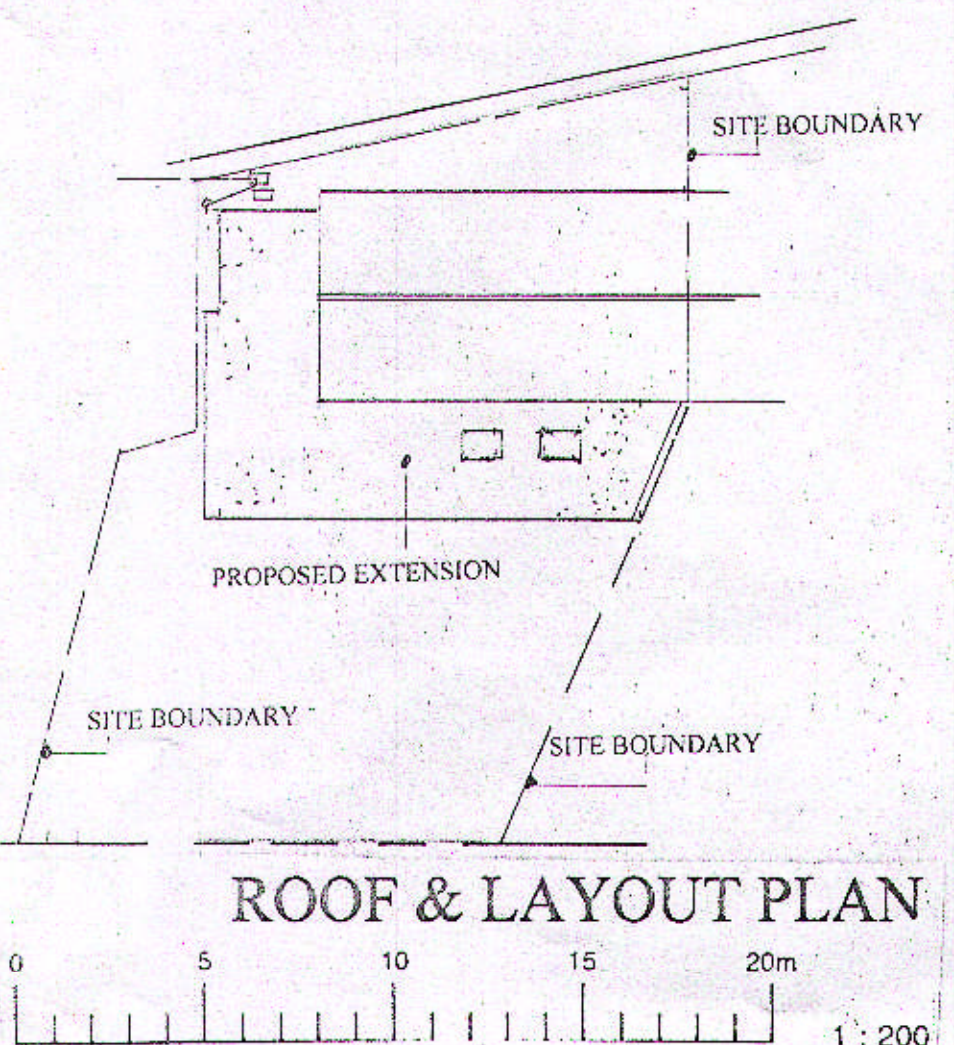 SITE BOUNDARY
PROPOSED EXTENSION
SITE BOUNDARY
SITE BOUNDARY
ROOF & LAYOUT PLAN
0 5 10 15 20m
1 : 200